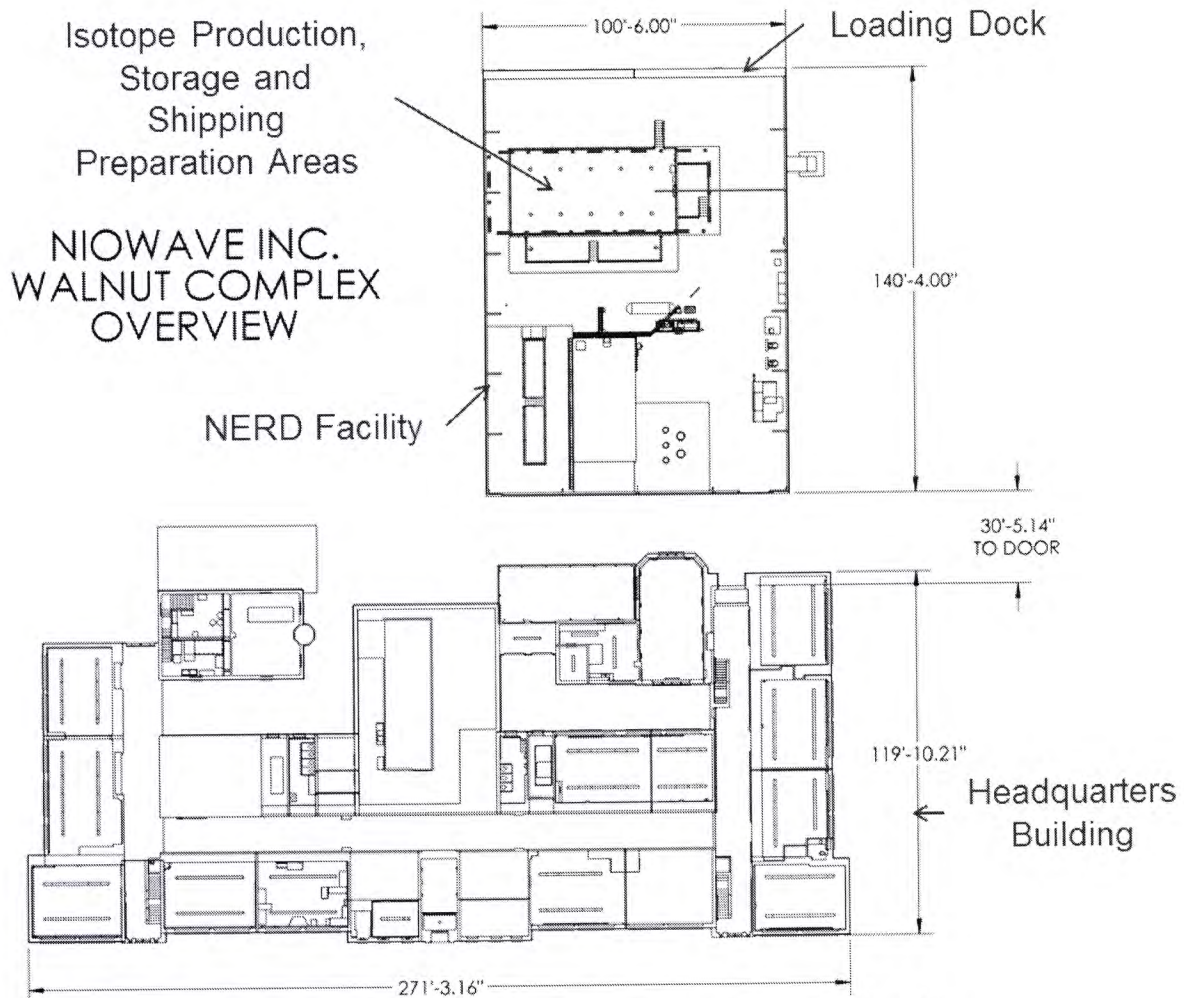 Isotope Production,
Storage and
Shipping
Preparation Areas
100'-6.00"
Loading Dock
NIOWAVE INC.
WALNUT COMPLEX
OVERVIEW
140'-4.00"
NERD Facility
30'-5.14"
TO DOOR
119'-10.21"
Headquarters
Building
271'-3.16"